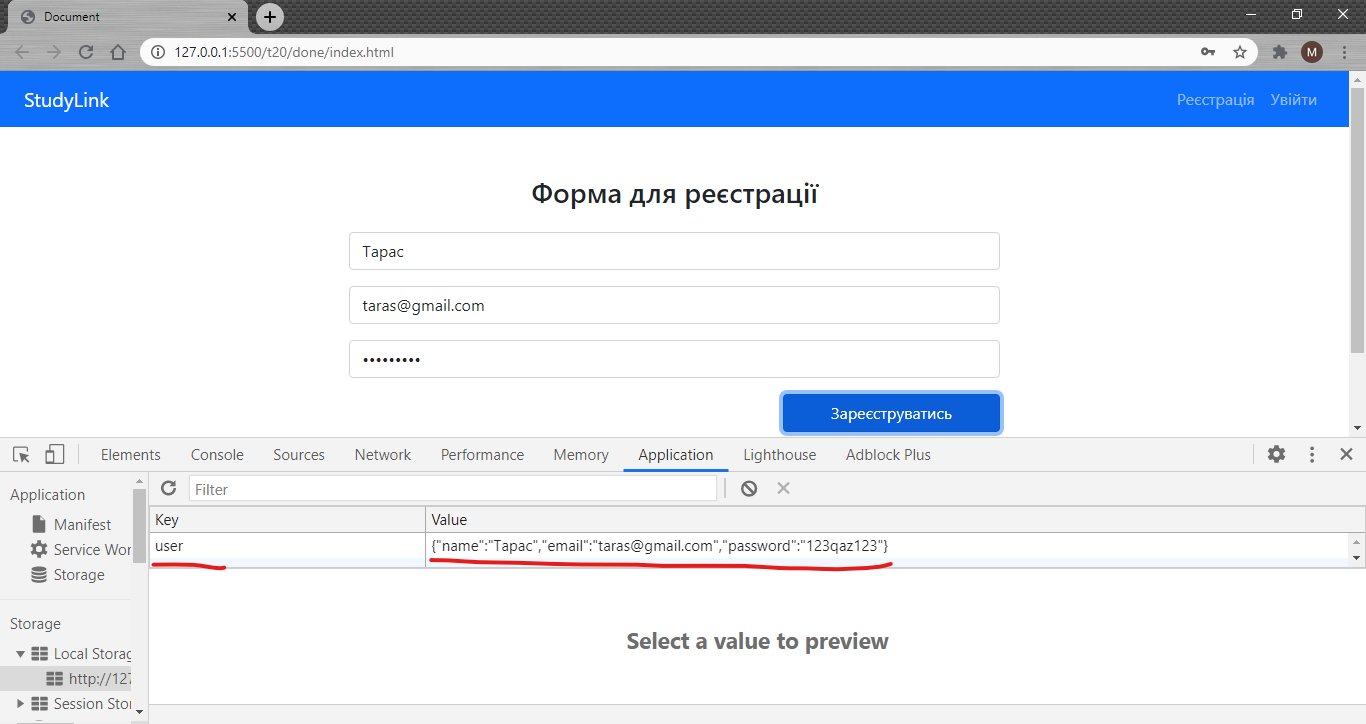 Document
127.0.0.1:5500/t20/done/index.html
M
StudyLink
Реєстрація Увійти
Форма для реєстрації
Тарас
taras@gmail.com
•••••••••
Зареєструватись
Elements Console Sources Network Performance Memory Application Lighthouse Adblock Plus
Application
Manifest
Service Wor
Storage
Storage
Local Storag
http://127
Session Stor
Filter
Key Value
user {"name":"Тарас","email":"taras@gmail.com","password":"123qaz123"}
Select a value to preview